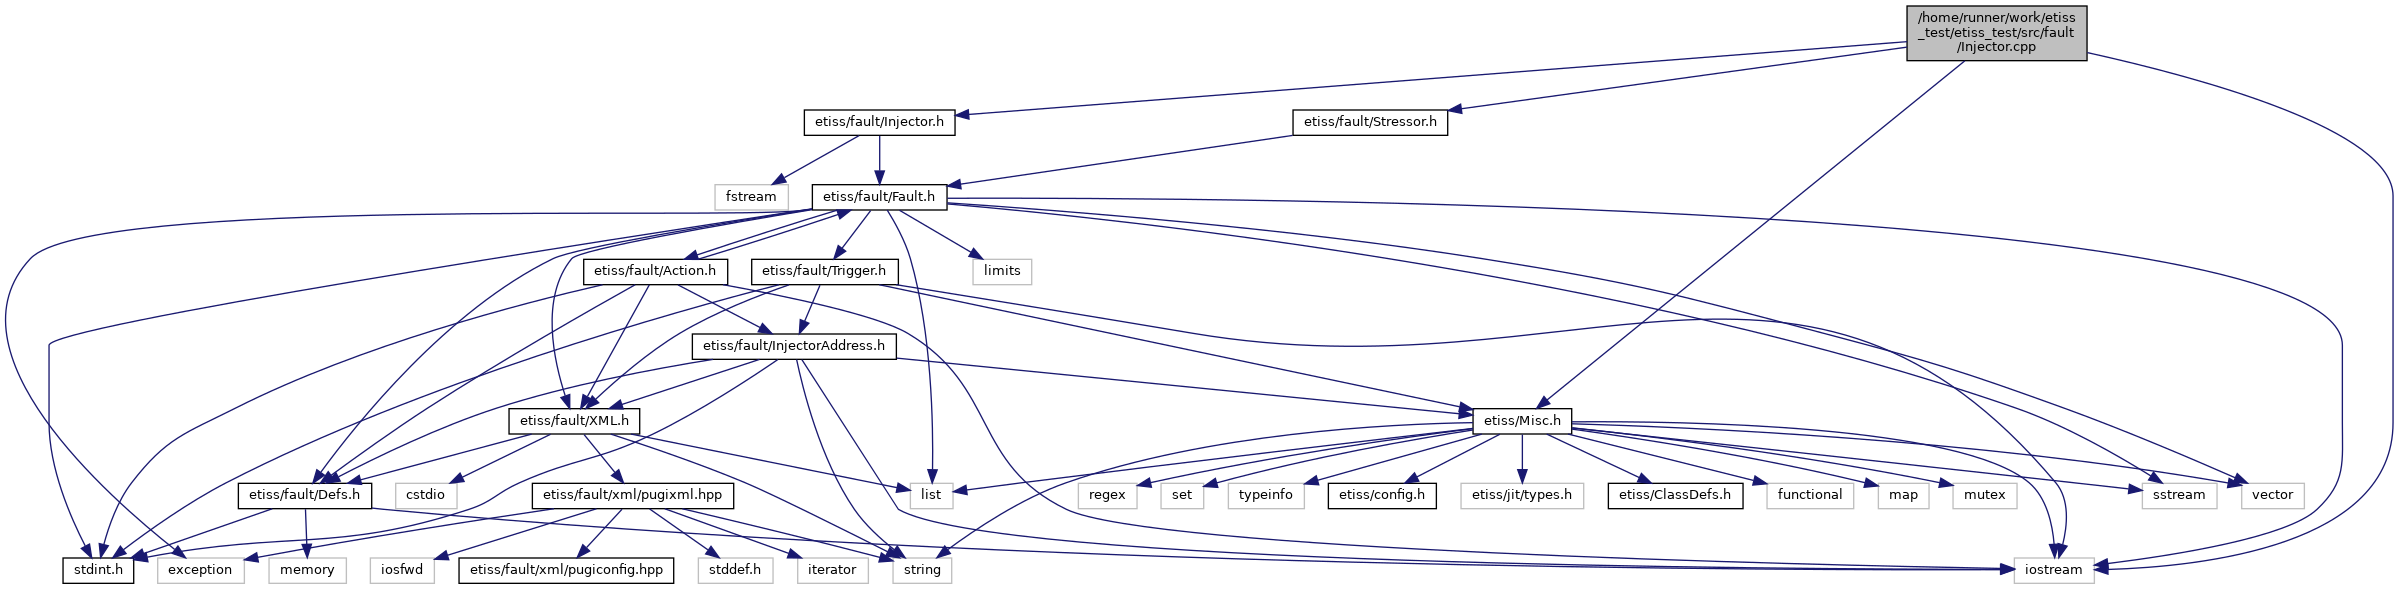 /home/runner/work/etiss
_test/etiss_test/src/fault
/Injector.cpp
etiss/fault/Injector.h
etiss/fault/Stressor.h
fstream
etiss/fault/Fault.h
etiss/fault/Action.h
etiss/fault/Trigger.h
limits
etiss/fault/InjectorAddress.h
etiss/fault/XML.h
etiss/Misc.h
etiss/fault/Defs.h
cstdio
etiss/fault/xml/pugixml.hpp
list
regex
set
typeinfo
etiss/config.h
etiss/jit/types.h
etiss/ClassDefs.h
functional
map
mutex
sstream
vector
stdint.h
exception
memory
iosfwd
etiss/fault/xml/pugiconfig.hpp
stddef.h
iterator
string
iostream